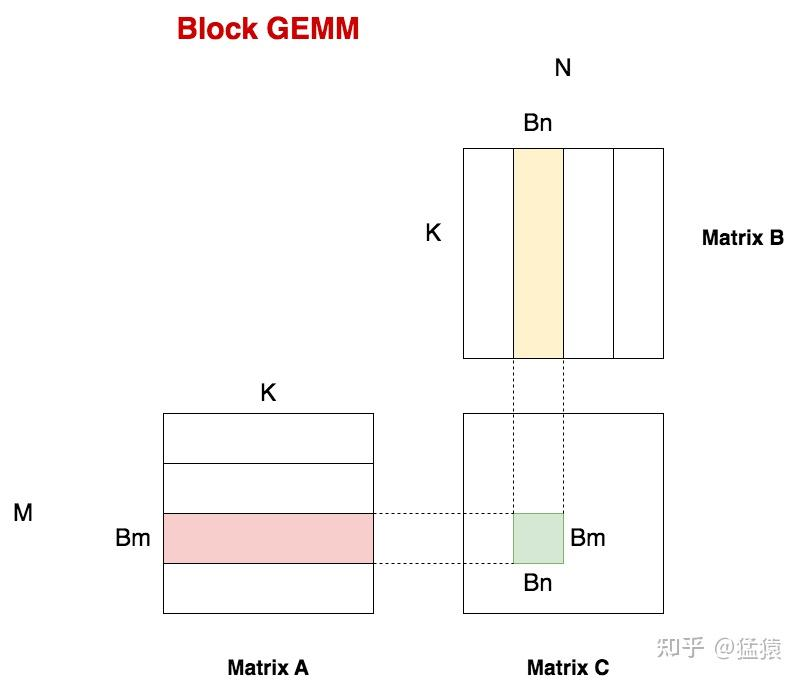 Block GEMM
N
Bn
K
Matrix B
K
M
Bm
Bm
Bn
知乎 @猛猿
Matrix A
Matrix C